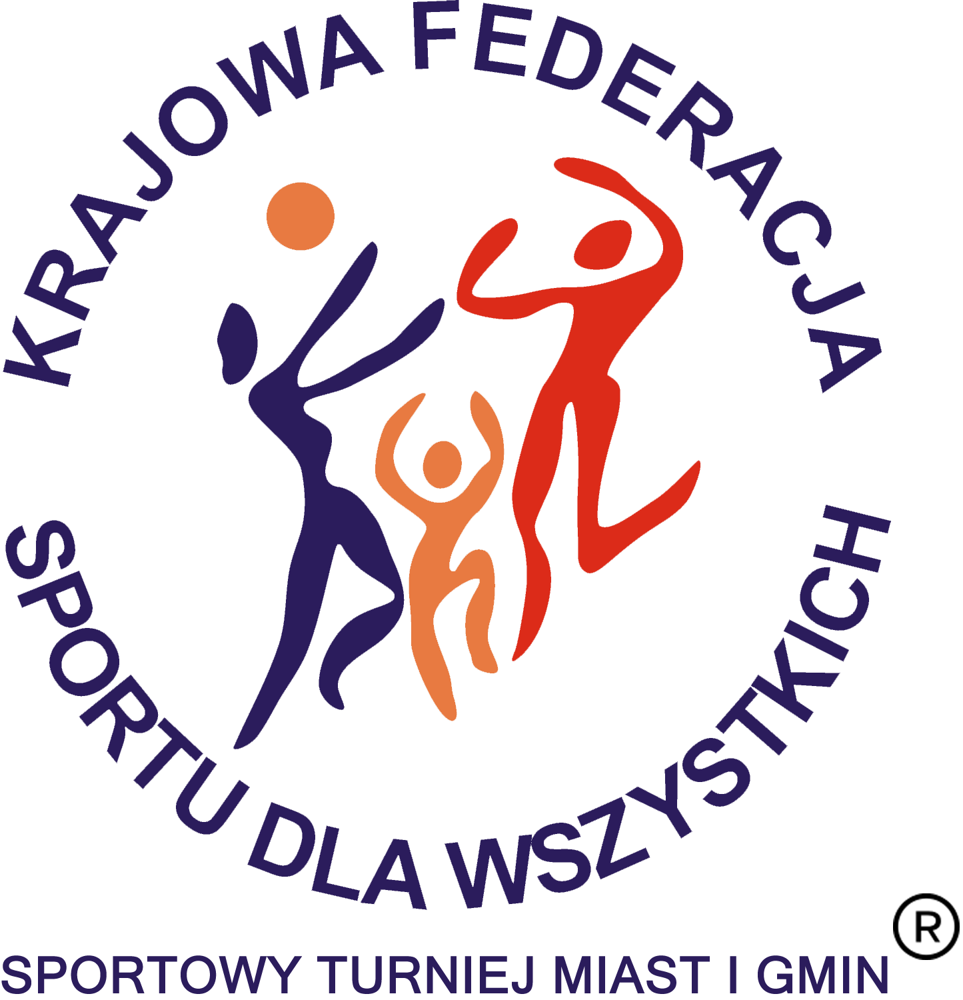 KRAJOWA FEDERACJA
SPORTU DLA WSZYSTKICH
®
SPORTOWY TURNIEJ MIAST I GMIN